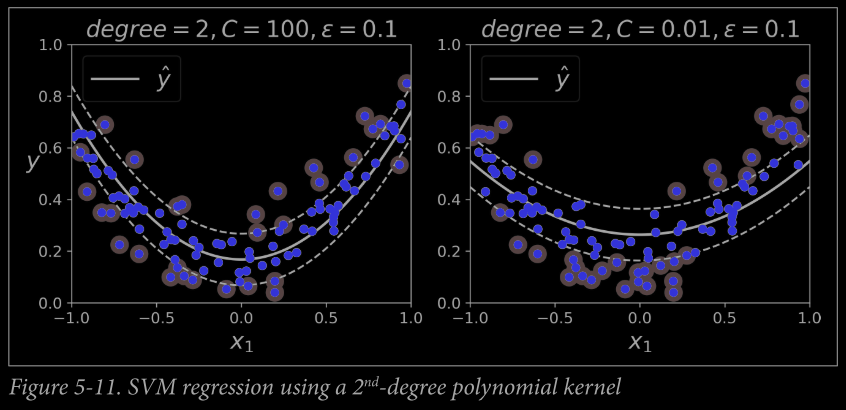 degree = 2, C = 100, ε = 0.1
1.0
0.8
0.6
0.4
0.2
0.0
y
ŷ
−1.0 −0.5 0.0 0.5 1.0
x₁
degree = 2, C = 0.01, ε = 0.1
1.0
0.8
0.6
0.4
0.2
0.0
ŷ
−1.0 −0.5 0.0 0.5 1.0
x₁
Figure 5-11. SVM regression using a 2nd-degree polynomial kernel